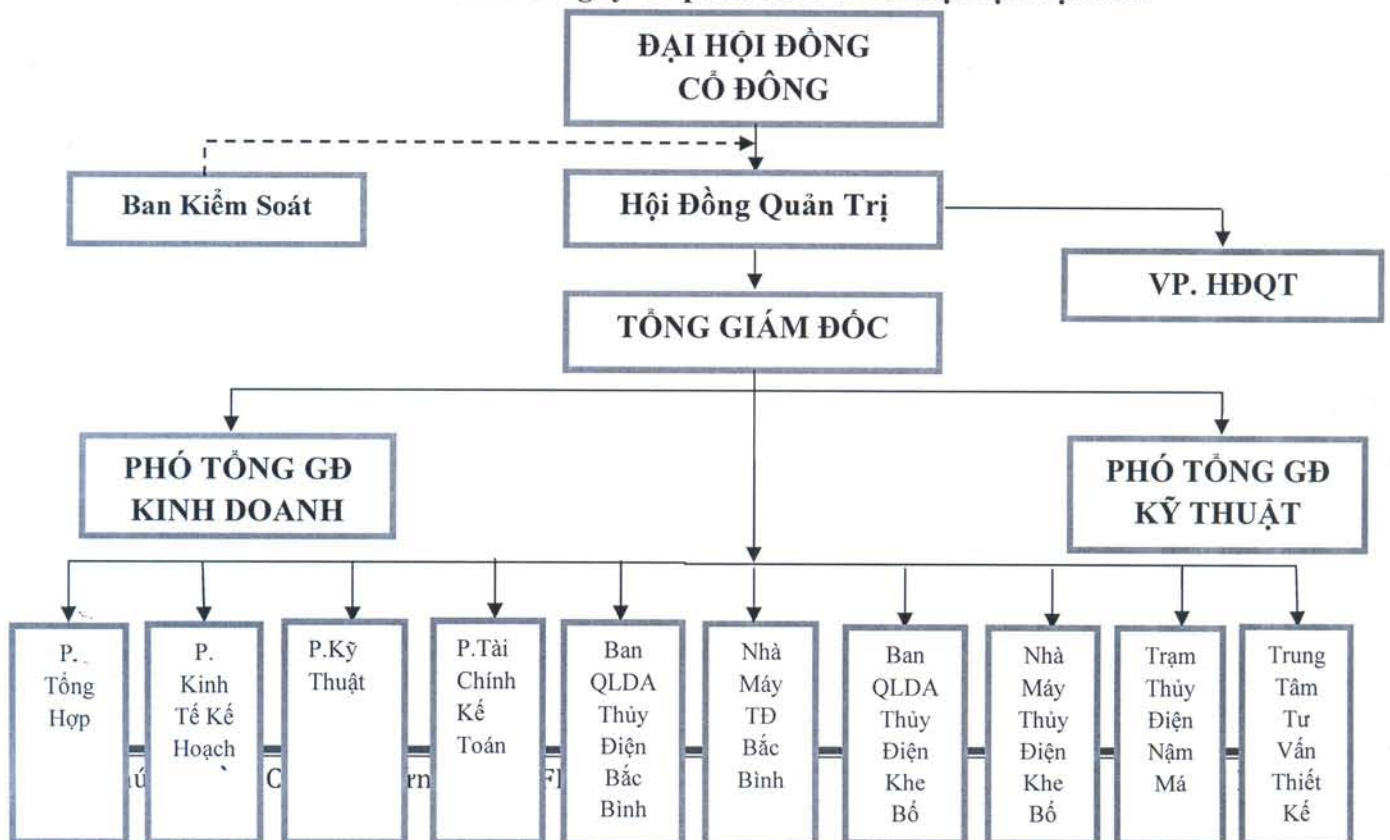 ĐẠI HỘI ĐỒNG
CỔ ĐÔNG
Ban Kiểm Soát
Hội Đồng Quản Trị
VP. HĐQT
TỔNG GIÁM ĐỐC
PHÓ TỔNG GĐ
KINH DOANH
PHÓ TỔNG GĐ
KỸ THUẬT
P.
Tổng
Hợp
P.
Kinh
Tế Kế
Hoạch
P.Kỹ
Thuật
P.Tài
Chính
Kế
Toán
Ban
QLDA
Thủy
Điện
Bắc
Bình
Nhà
Máy
TĐ
Bắc
Bình
Ban
QLDA
Thủy
Điện
Khe
Bố
Nhà
Máy
Thủy
Điện
Khe
Bố
Trạm
Thủy
Điện
Nậm
Má
Trung
Tâm
Tư
Vấn
Thiết
Kế